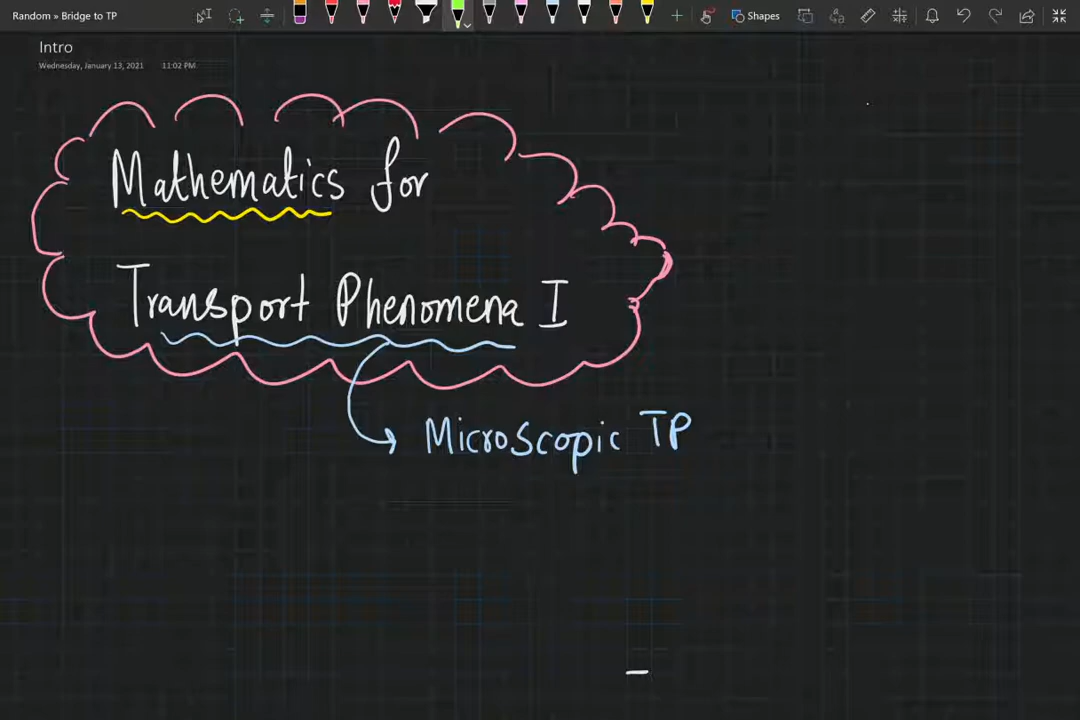 Random » Bridge to TP
Shapes
Intro
Wednesday, January 13, 2021 11:02 PM
Mathematics for
Transport Phenomena I
Microscopic TP